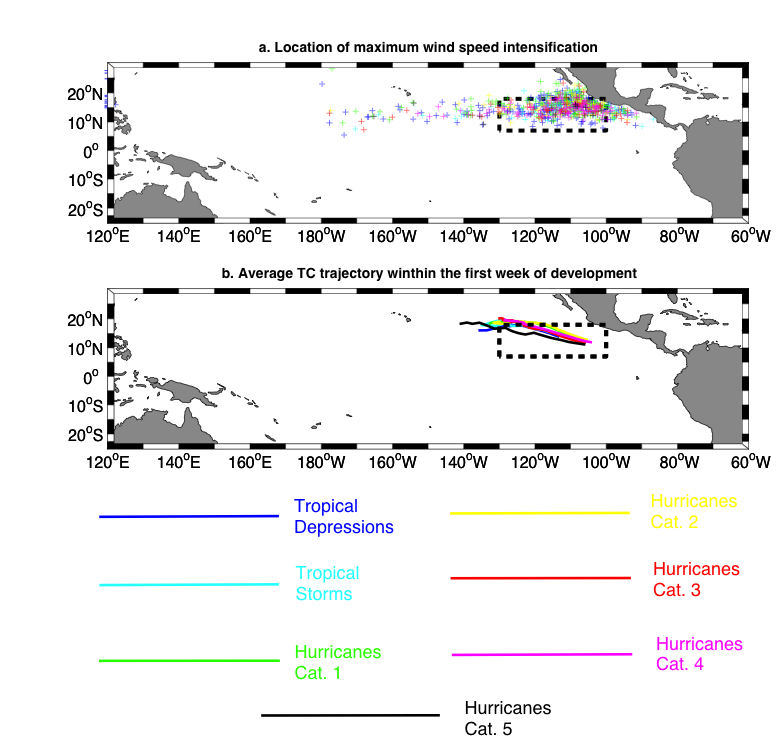 a. Location of maximum wind speed intensification
20°N
10°N
0°
10°S
20°S
120°E 140°E 160°E 180°W 160°W 140°W 120°W 100°W 80°W 60°W
b. Average TC trajectory winthin the first week of development
20°N
10°N
0°
10°S
20°S
120°E 140°E 160°E 180°W 160°W 140°W 120°W 100°W 80°W 60°W
Tropical
Depressions
Hurricanes
Cat. 2
Tropical
Storms
Hurricanes
Cat. 3
Hurricanes
Cat. 1
Hurricanes
Cat. 4
Hurricanes
Cat. 5